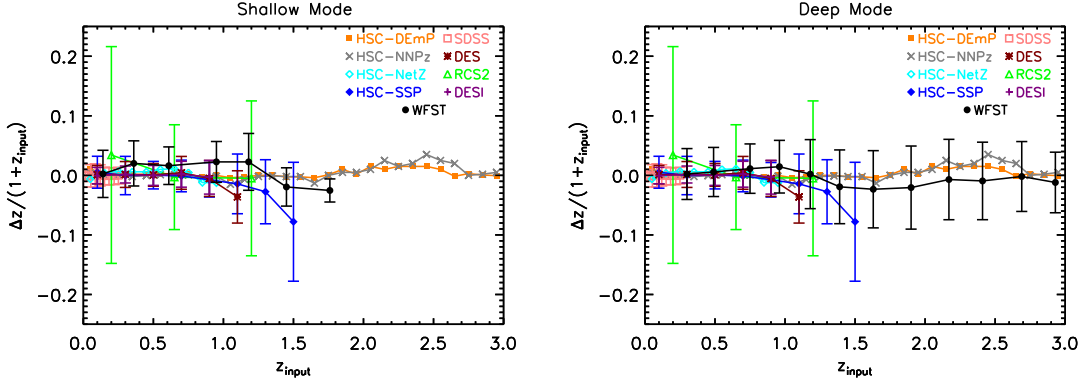 Shallow Mode
0.2
0.1
0.0
−0.1
−0.2
Δz/(1+z_input)
HSC−DEmP
HSC−NNPz
HSC−NetZ
HSC−SSP
SDSS
DES
RCS2
DESI
WFST
0.0 0.5 1.0 1.5 2.0 2.5 3.0
z_input
Deep Mode
0.2
0.1
0.0
−0.1
−0.2
Δz/(1+z_input)
HSC−DEmP
HSC−NNPz
HSC−NetZ
HSC−SSP
SDSS
DES
RCS2
DESI
WFST
0.0 0.5 1.0 1.5 2.0 2.5 3.0
z_input